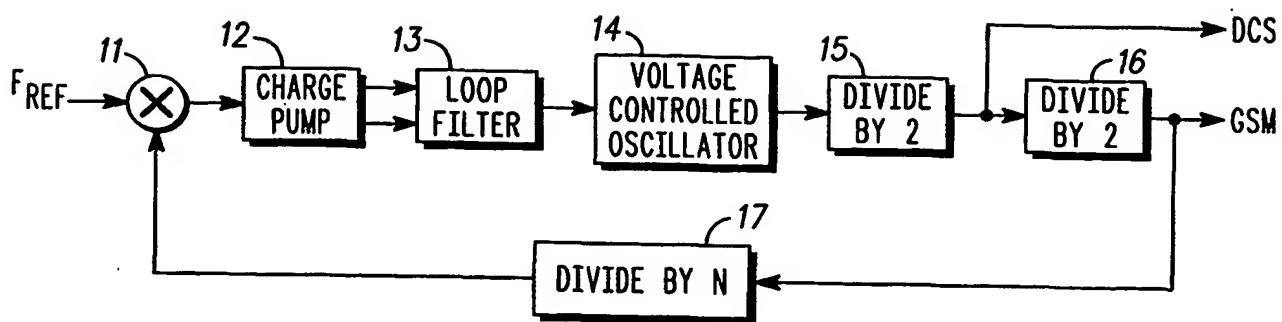 11
12
13
14
15
16
17
FREF
CHARGE
PUMP
LOOP
FILTER
VOLTAGE
CONTROLLED
OSCILLATOR
DIVIDE
BY 2
DIVIDE
BY 2
DCS
GSM
DIVIDE BY N